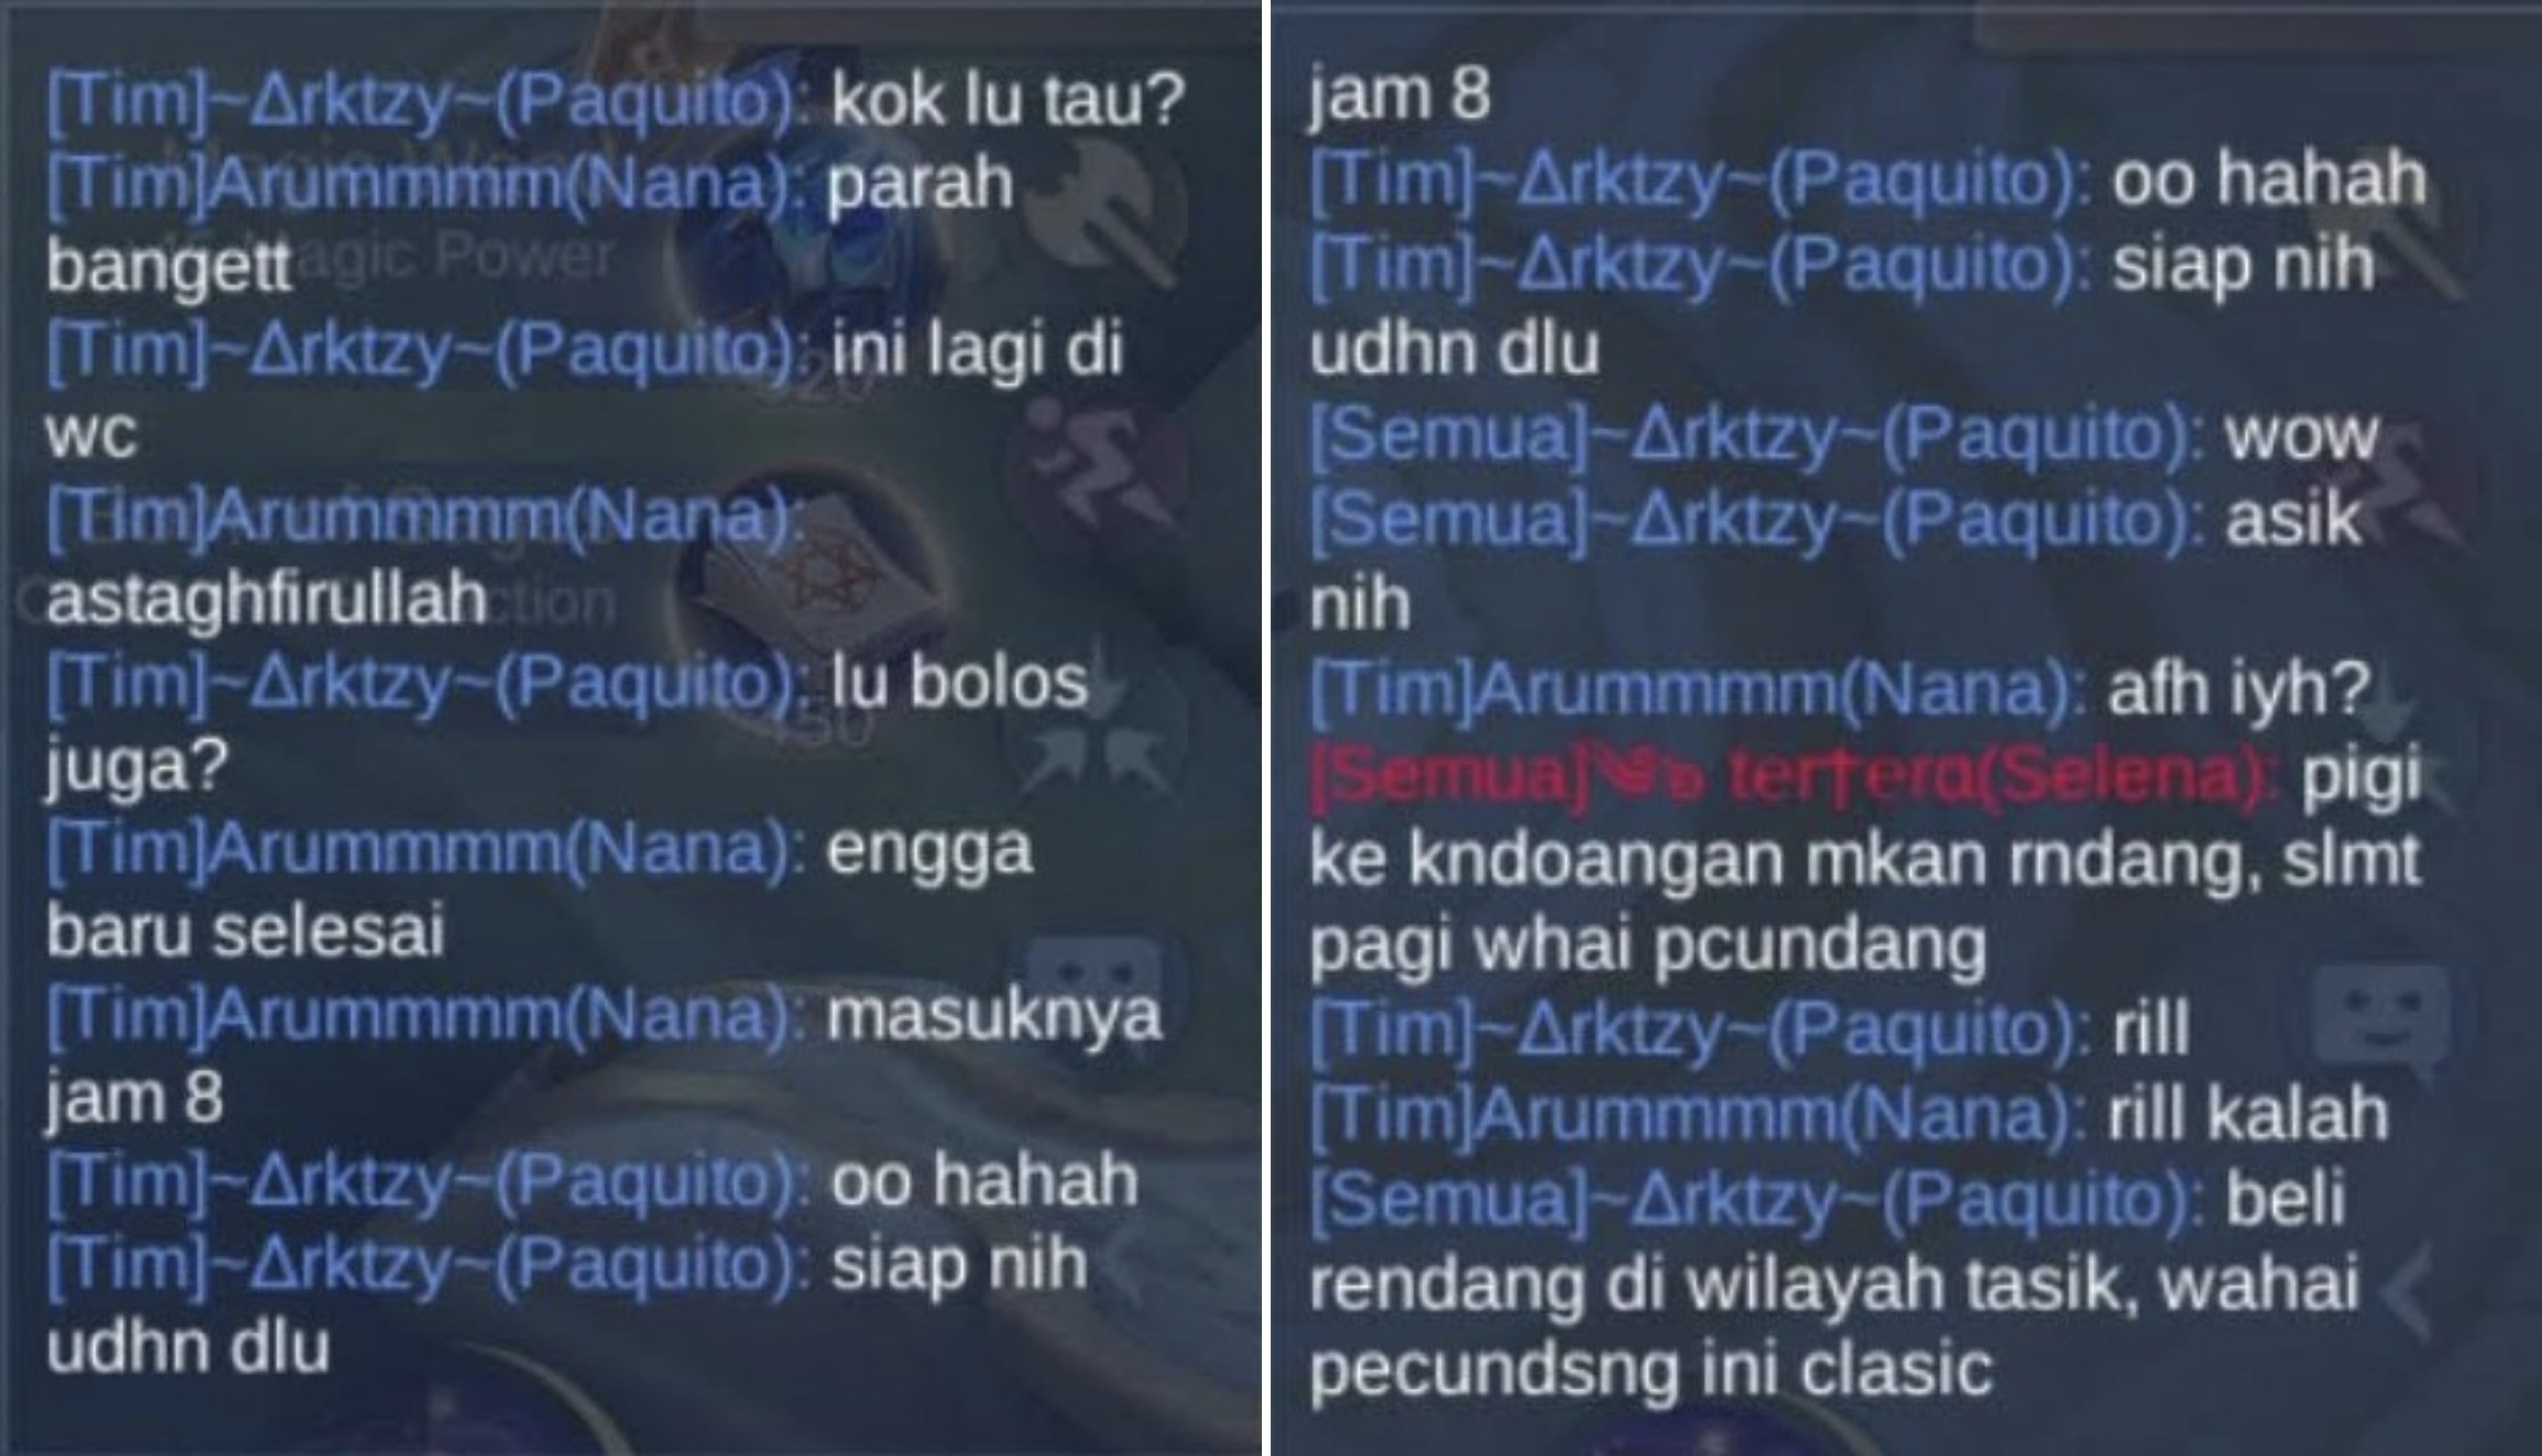 [Tim]~Δrktzy~(Paquito): kok lu tau?
[Tim]Arummmm(Nana): parah
bangett
agic Power
[Tim]~Δrktzy~(Paquito): ini lagi di
wc
[Tim]Arummmm(Nana):
astaghfirullah
ction
[Tim]~Δrktzy~(Paquito): lu bolos
juga?
[Tim]Arummmm(Nana): engga
baru selesai
[Tim]Arummmm(Nana): masuknya
jam 8
[Tim]~Δrktzy~(Paquito): oo hahah
[Tim]~Δrktzy~(Paquito): siap nih
udhn dlu
jam 8
[Tim]~Δrktzy~(Paquito): oo hahah
[Tim]~Δrktzy~(Paquito): siap nih
udhn dlu
[Semua]~Δrktzy~(Paquito): wow
[Semua]~Δrktzy~(Paquito): asik
nih
[Tim]Arummmm(Nana): afh iyh?
[Semua] ter†era(Selena): pigi
ke kndoangan mkan rndang, slmt
pagi whai pcundang
[Tim]~Δrktzy~(Paquito): rill
[Tim]Arummmm(Nana): rill kalah
[Semua]~Δrktzy~(Paquito): beli
rendang di wilayah tasik, wahai
pecundsng ini clasic